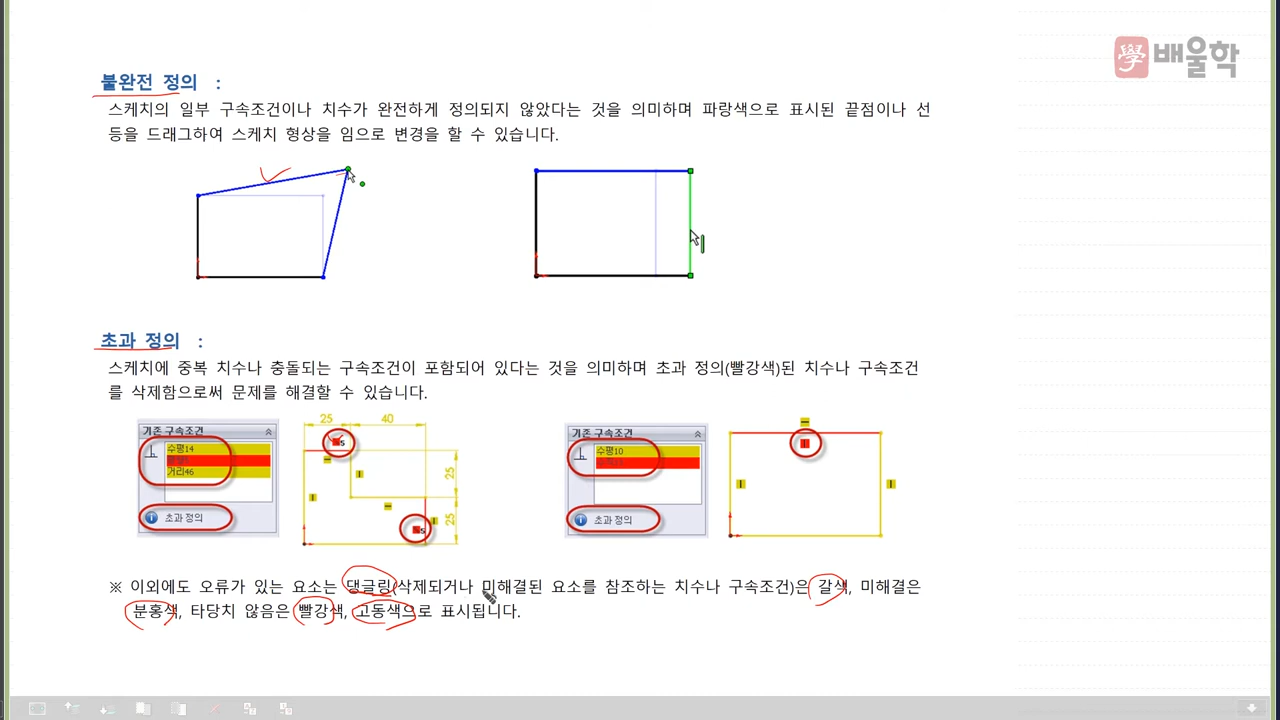 學 배울학
불완전 정의 :
스케치의 일부 구속조건이나 치수가 완전하게 정의되지 않았다는 것을 의미하며 파랑색으로 표시된 끝점이나 선
등을 드래그하여 스케치 형상을 임으로 변경을 할 수 있습니다.
초과 정의 :
스케치에 중복 치수나 충돌되는 구속조건이 포함되어 있다는 것을 의미하며 초과 정의(빨강색)된 치수나 구속조건
를 삭제함으로써 문제를 해결할 수 있습니다.
기존 구속조건
수평14
거리46
초과 정의
25
40
25
25
기존 구속조건
수평10
초과 정의
※ 이외에도 오류가 있는 요소는 댕글링(삭제되거나 미해결된 요소를 참조하는 치수나 구속조건)은 갈색, 미해결은
분홍색, 타당치 않음은 빨강색, 고동색으로 표시됩니다.